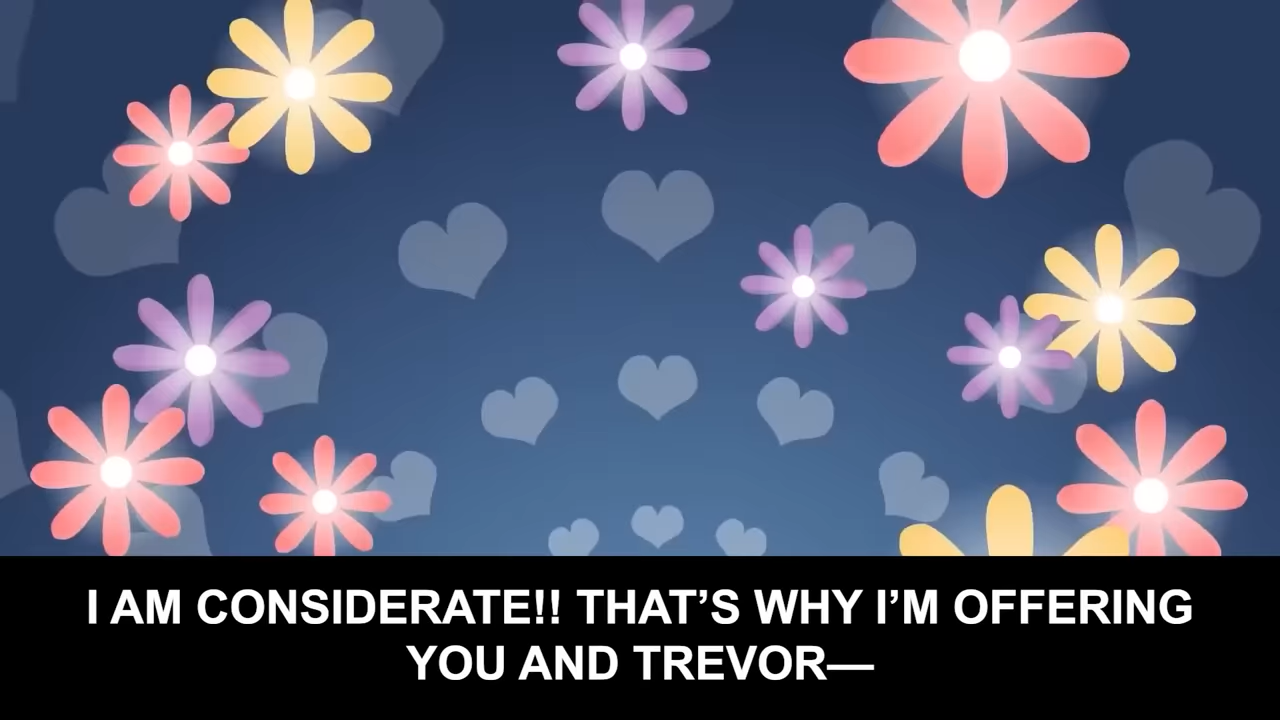 I AM CONSIDERATE!! THAT’S WHY I’M OFFERING
YOU AND TREVOR—